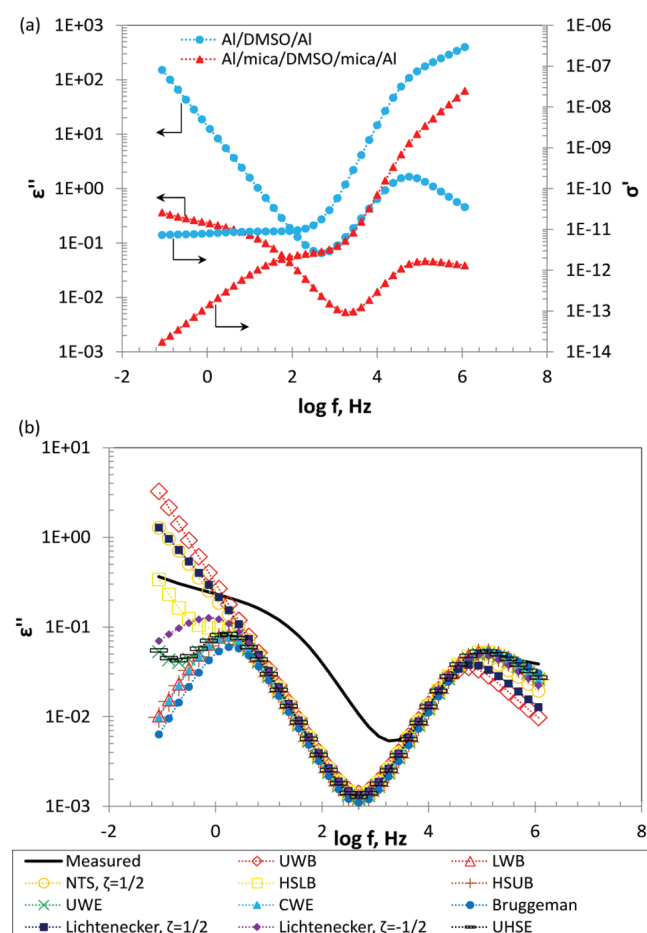 (a)
Al/DMSO/Al
Al/mica/DMSO/mica/Al
1E+03
1E+02
1E+01
1E+00
1E-01
1E-02
1E-03
ε''
1E-06
1E-07
1E-08
1E-09
1E-10
1E-11
1E-12
1E-13
1E-14
σ'
-2 0 2 4 6 8
log f, Hz
(b)
1E+01
1E+00
1E-01
1E-02
1E-03
ε''
-2 0 2 4 6 8
log f, Hz
Measured UWB LWB
NTS, ζ=1/2 HSLB HSUB
UWE CWE Bruggeman
Lichtenecker, ζ=1/2 Lichtenecker, ζ=-1/2 UHSE